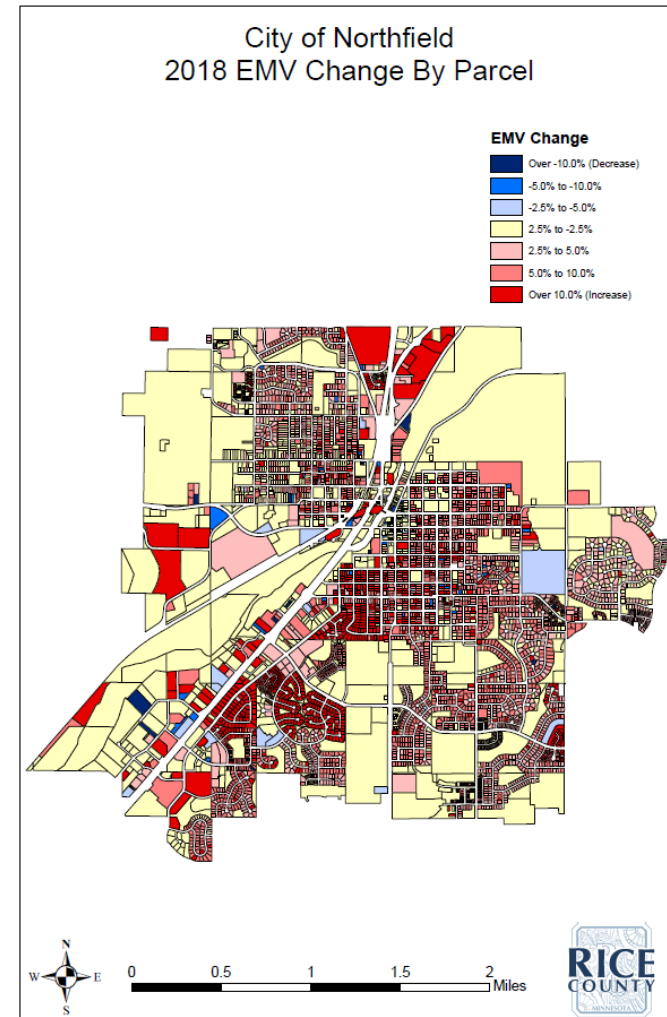 City of Northfield
2018 EMV Change By Parcel
EMV Change
Over -10.0% (Decrease)
-5.0% to -10.0%
-2.5% to -5.0%
2.5% to -2.5%
2.5% to 5.0%
5.0% to 10.0%
Over 10.0% (Increase)
N
W E
S
0 0.5 1 1.5 2
Miles
RICE
COUNTY
MINNESOTA